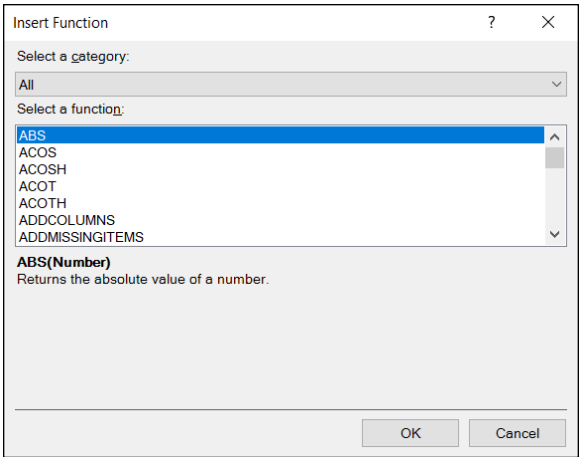 Insert Function
?
Select a category:
All
Select a function:
ABS
ACOS
ACOSH
ACOT
ACOTH
ADDCOLUMNS
ADDMISSINGITEMS
ABS(Number)
Returns the absolute value of a number.
OK Cancel